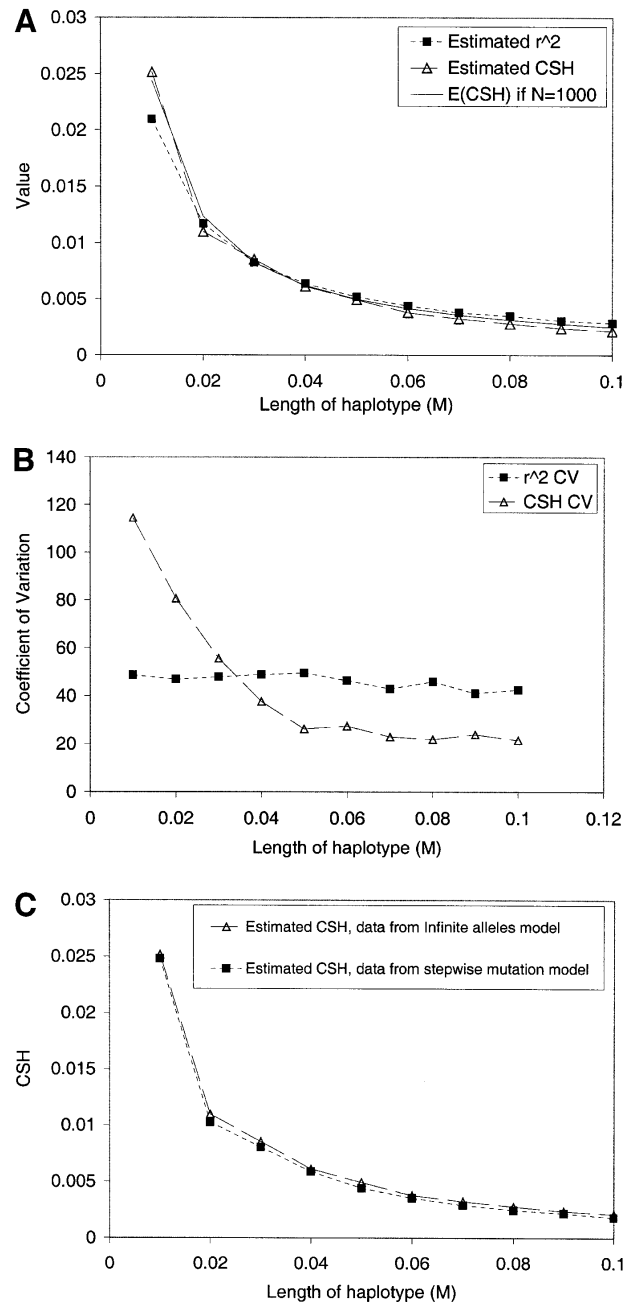 A
0.03
0.025
0.02
0.015
0.01
0.005
0
Value
Estimated r^2
Estimated CSH
E(CSH) if N=1000
0 0.02 0.04 0.06 0.08 0.1
Length of haplotype (M)
B
140
120
100
80
60
40
20
0
Coefficient of Variation
r^2 CV
CSH CV
0 0.02 0.04 0.06 0.08 0.1 0.12
Length of haplotype (M)
C
0.03
0.025
0.02
0.015
0.01
0.005
0
CSH
Estimated CSH, data from Infinite alleles model
Estimated CSH, data from stepwise mutation model
0 0.02 0.04 0.06 0.08 0.1
Length of haplotype (M)